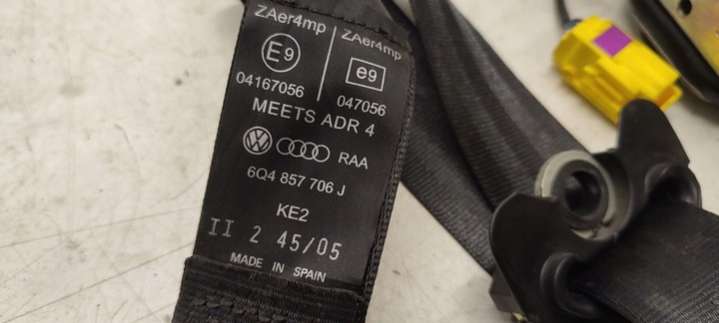 ZAer4mp ZAer4mp
E9 e9
04167056 047056
MEETS ADR 4
VW RAA
6Q4 857 706 J
KE2
II 2 45/05
MADE IN SPAIN